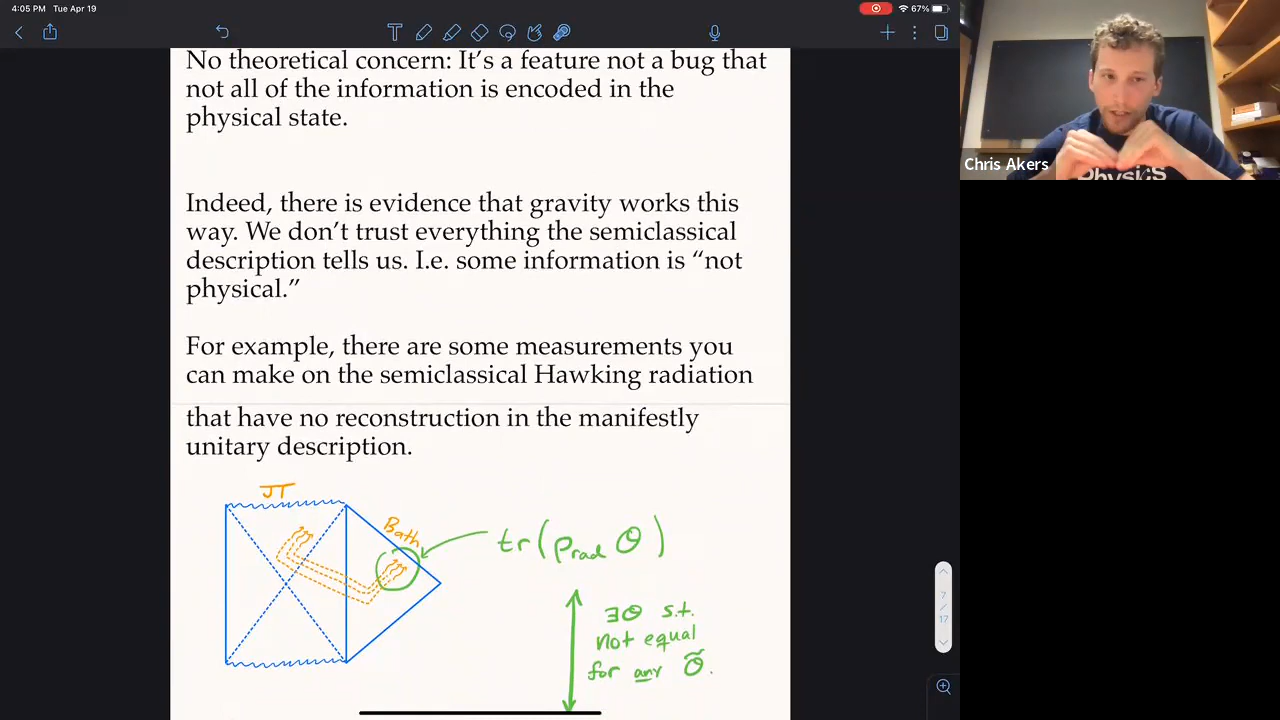 4:05 PM Tue Apr 19
67%
No theoretical concern: It's a feature not a bug that
not all of the information is encoded in the
physical state.
Indeed, there is evidence that gravity works this
way. We don't trust everything the semiclassical
description tells us. I.e. some information is “not
physical.”
For example, there are some measurements you
can make on the semiclassical Hawking radiation
that have no reconstruction in the manifestly
unitary description.
JT
Bath
tr(ρrad O)
∃O s.t.
not equal
for any Õ.
7
/
17
Chris Akers
Physics